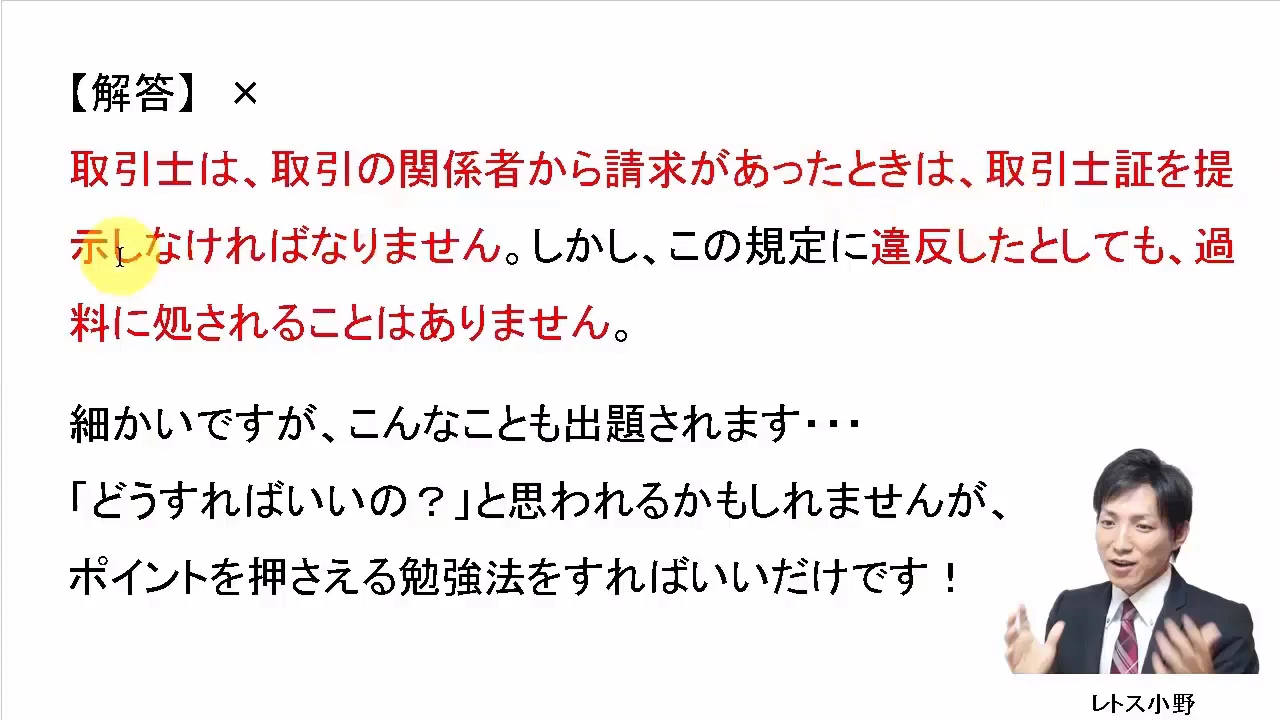 【解答】 ×
取引士は、取引の関係者から請求があったときは、取引士証を提
示しなければなりません。しかし、この規定に違反したとしても、過
料に処されることはありません。
細かいですが、こんなことも出題されます・・・
「どうすればいいの？」と思われるかもしれませんが、
ポイントを押さえる勉強法をすればいいだけです！
レトス小野